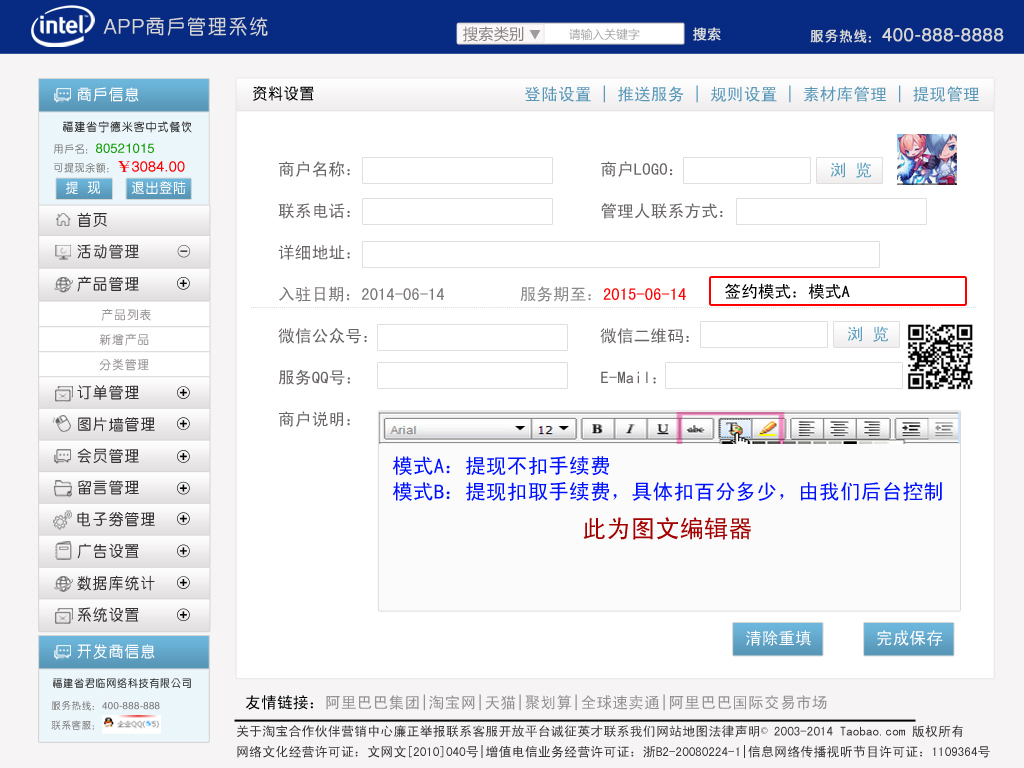 intel APP商戶管理系统
搜索类别▼ 请输入关键字 搜索
服务热线：400-888-8888
商戶信息
福建省宁德米客中式餐饮
用戶名：80521015
可提现余额：￥3084.00
提 现 退出登陆
首页
活动管理
产品管理
产品列表
新增产品
分类管理
订单管理
图片墙管理
会员管理
留言管理
电子劵管理
广告设置
数据库统计
系统设置
开发商信息
福建省君临网络科技有限公司
服务热线：400-888-888
联系客服：企业QQ(5/5)
资料设置
登陆设置 | 推送服务 | 规则设置 | 素材库管理 | 提现管理
商户名称： 商户LOGO： 浏 览
联系电话： 管理人联系方式：
详细地址：
入驻日期：2014-06-14 服务期至：2015-06-14 签约模式：模式A
微信公众号： 微信二维码： 浏 览
服务QQ号： E-Mail：
商户说明：
Arial 12 B I U abc T
模式A：提现不扣手续费
模式B：提现扣取手续费，具体扣百分多少，由我们后台控制
此为图文编辑器
清除重填 完成保存
友情链接：阿里巴巴集团|淘宝网|天猫|聚划算|全球速卖通|阿里巴巴国际交易市场
关于淘宝合作伙伴营销中心廉正举报联系客服开放平台诚征英才联系我们网站地图法律声明© 2003-2014 Taobao.com 版权所有
网络文化经营许可证：文网文[2010]040号|增值电信业务经营许可证：浙B2-20080224-1|信息网络传播视听节目许可证：1109364号